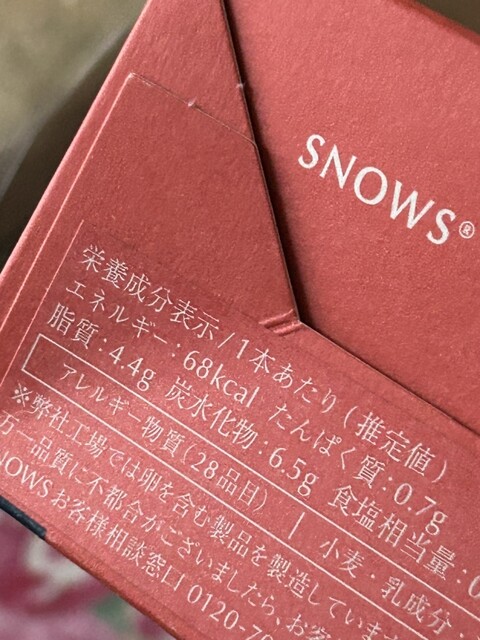 SNOWS®
栄養成分表示 / 1本あたり (推定値)
エネルギー : 68kcal たんぱく質 : 0.7g
脂質 : 4.4g 炭水化物 : 6.5g 食塩相当量 : 0
アレルギー物質 (28品目) | 小麦・乳成分
※弊社工場では卵を含む製品を製造していま
万一品質に不都合がございましたら、お
NOWSお客様相談窓口 0120-7